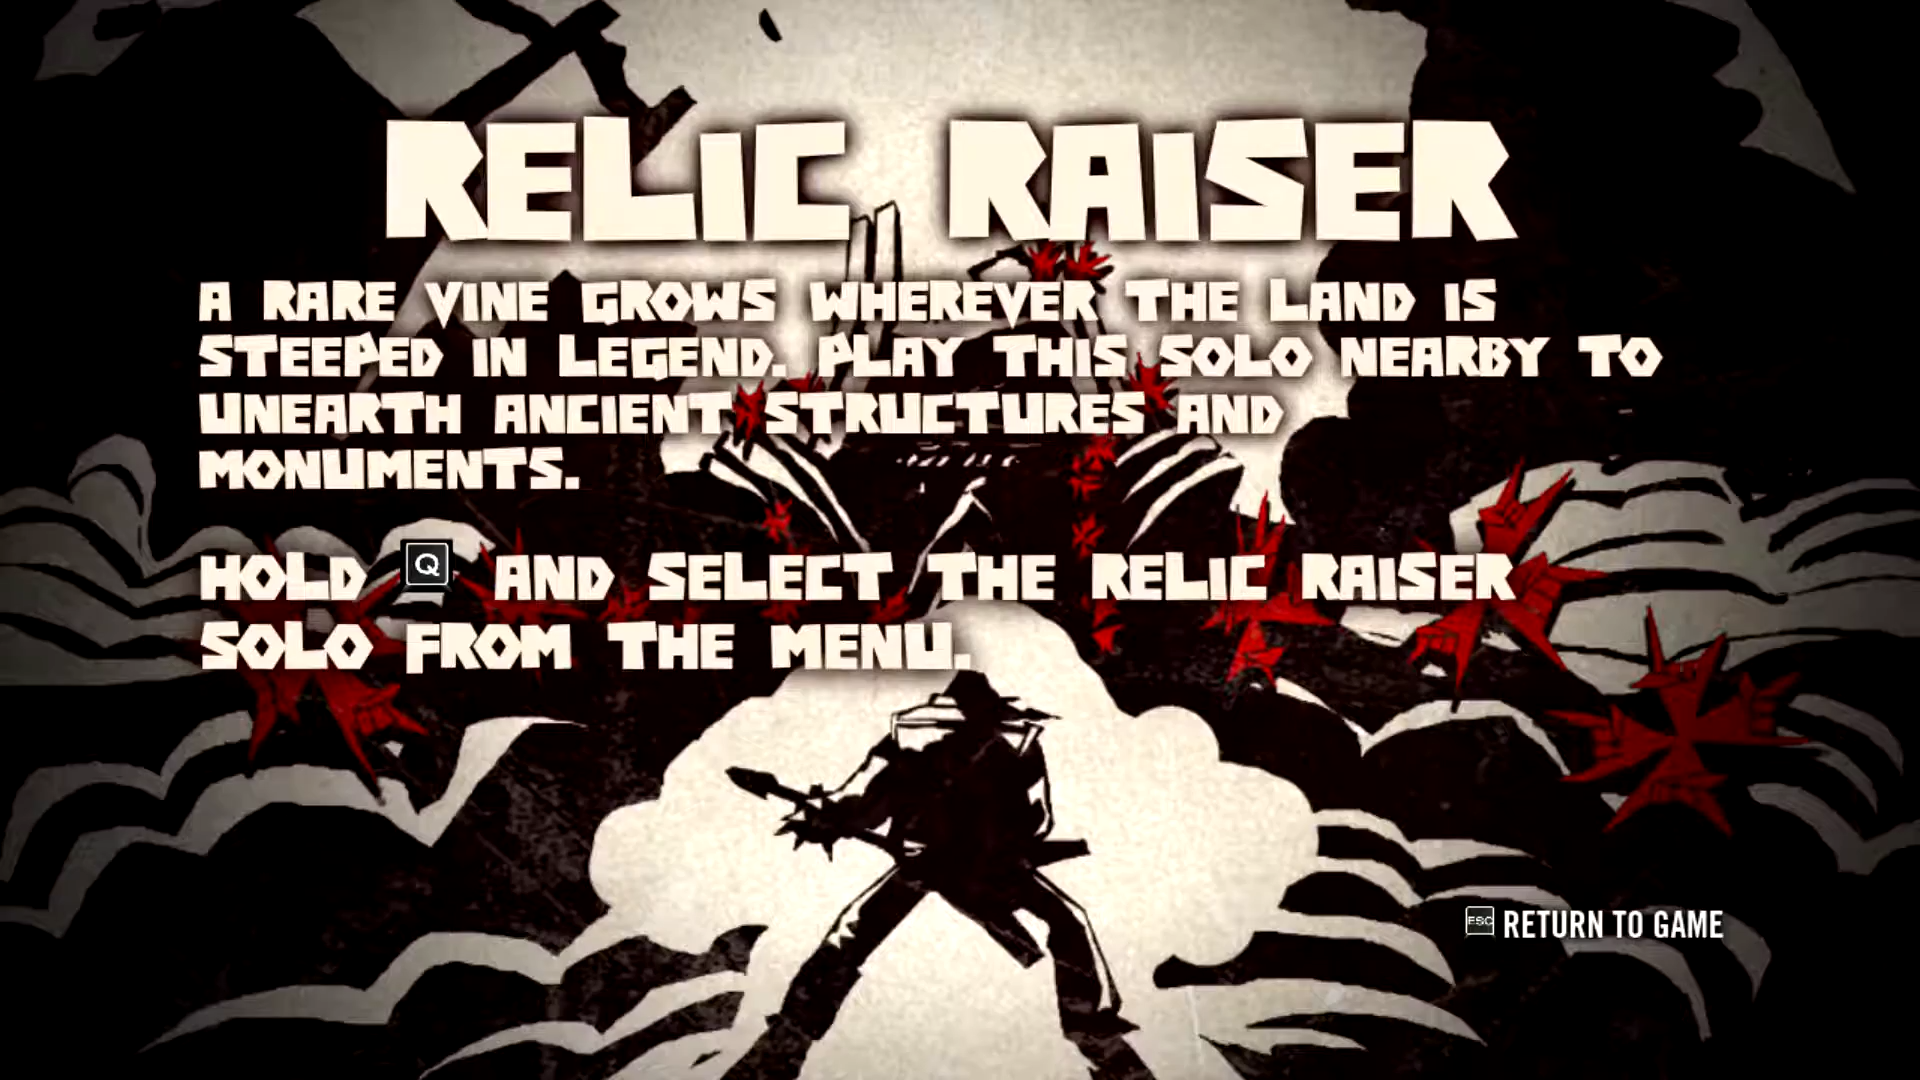 RELIC RAISER
A RARE VINE GROWS WHEREVER THE LAND IS
STEEPED IN LEGEND. PLAY THIS SOLO NEARBY TO
UNEARTH ANCIENT STRUCTURES AND
MONUMENTS.
HOLD Q AND SELECT THE RELIC RAISER
SOLO FROM THE MENU.
ESC RETURN TO GAME